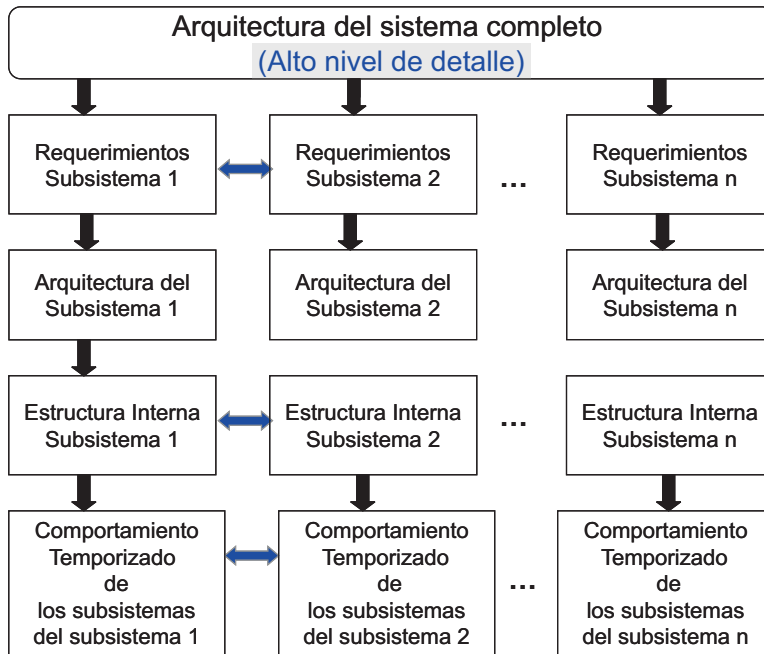 Arquitectura del sistema completo
(Alto nivel de detalle)
Requerimientos
Subsistema 1
Requerimientos
Subsistema 2
...
Requerimientos
Subsistema n
Arquitectura del
Subsistema 1
Arquitectura del
Subsistema 2
Arquitectura del
Subsistema n
Estructura Interna
Subsistema 1
Estructura Interna
Subsistema 2
...
Estructura Interna
Subsistema n
Comportamiento
Temporizado
de
los subsistemas
del subsistema 1
Comportamiento
Temporizado
de
los subsistemas
del subsistema 2
...
Comportamiento
Temporizado
de
los subsistemas
del subsistema n